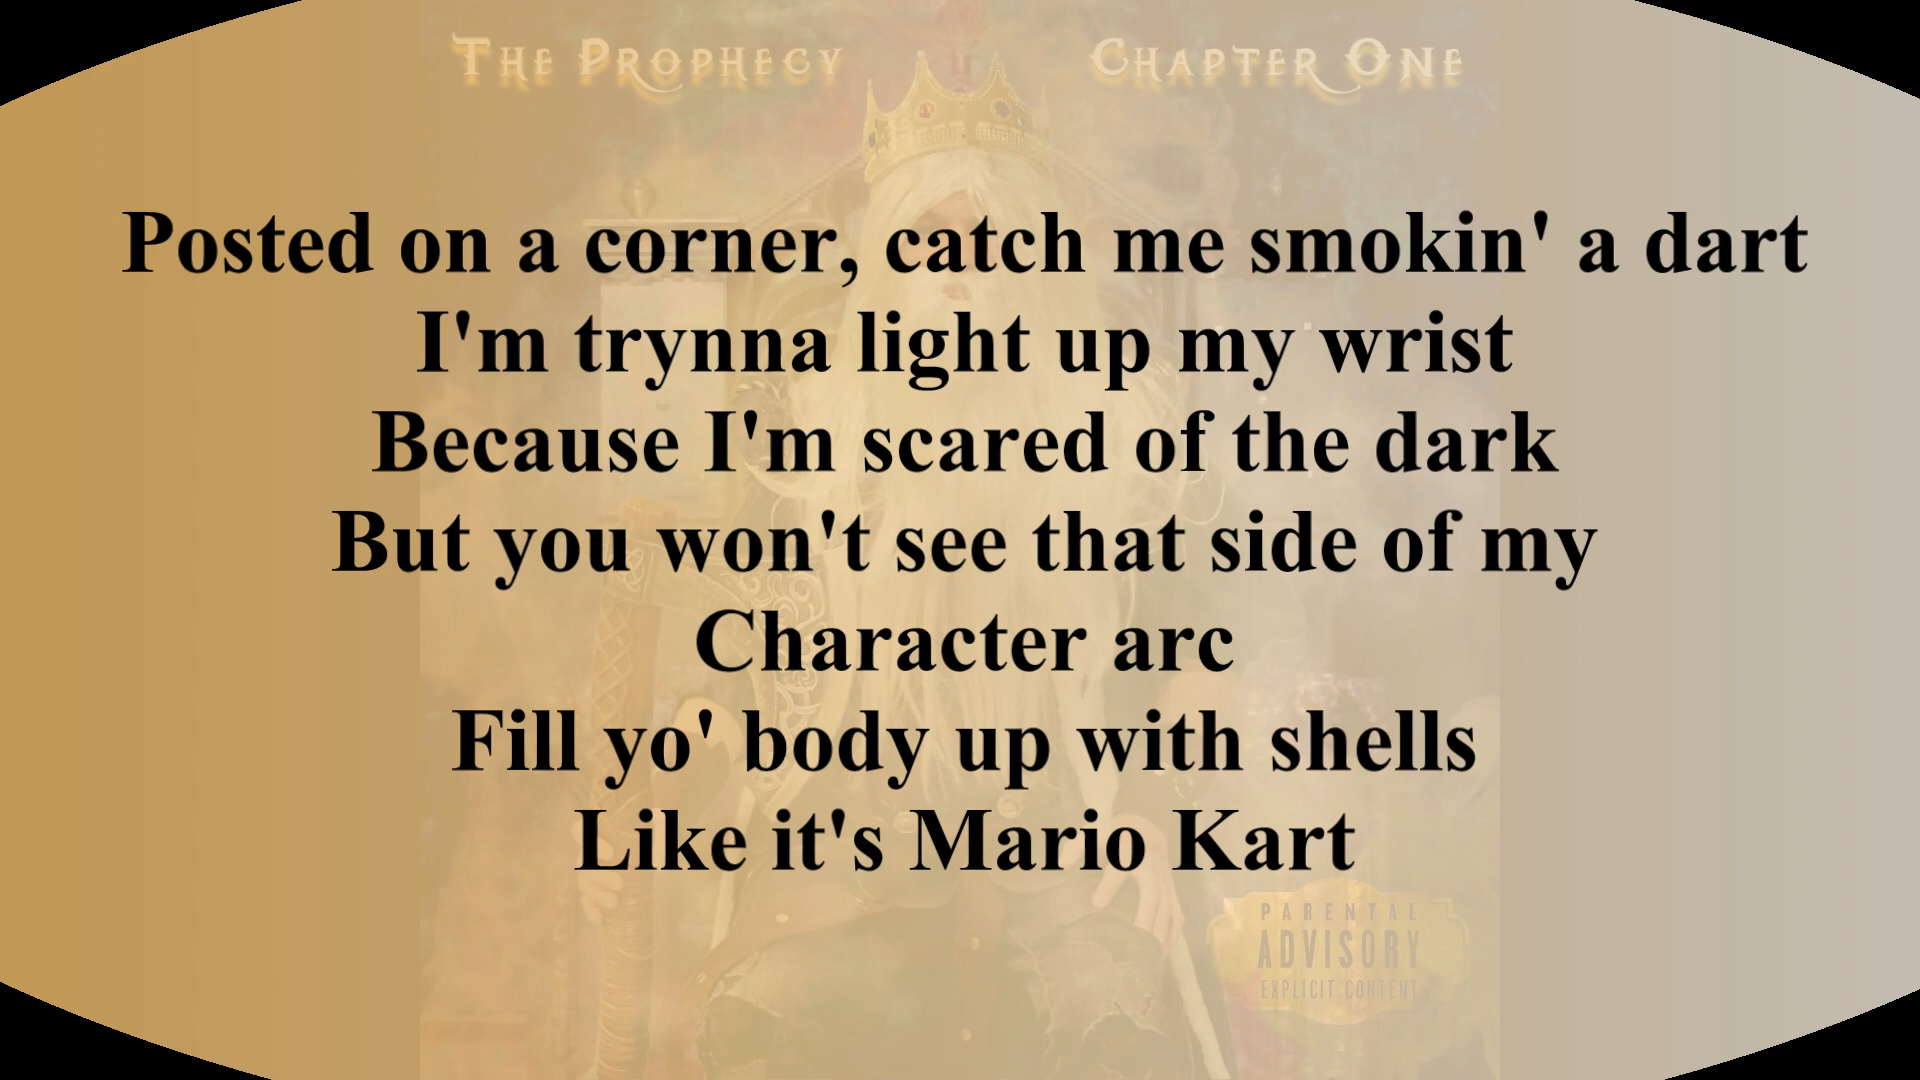 The Prophecy Chapter One
Posted on a corner, catch me smokin' a dart
I'm trynna light up my wrist
Because I'm scared of the dark
But you won't see that side of my
Character arc
Fill yo' body up with shells
Like it's Mario Kart
PARENTAL
ADVISORY
EXPLICIT CONTENT